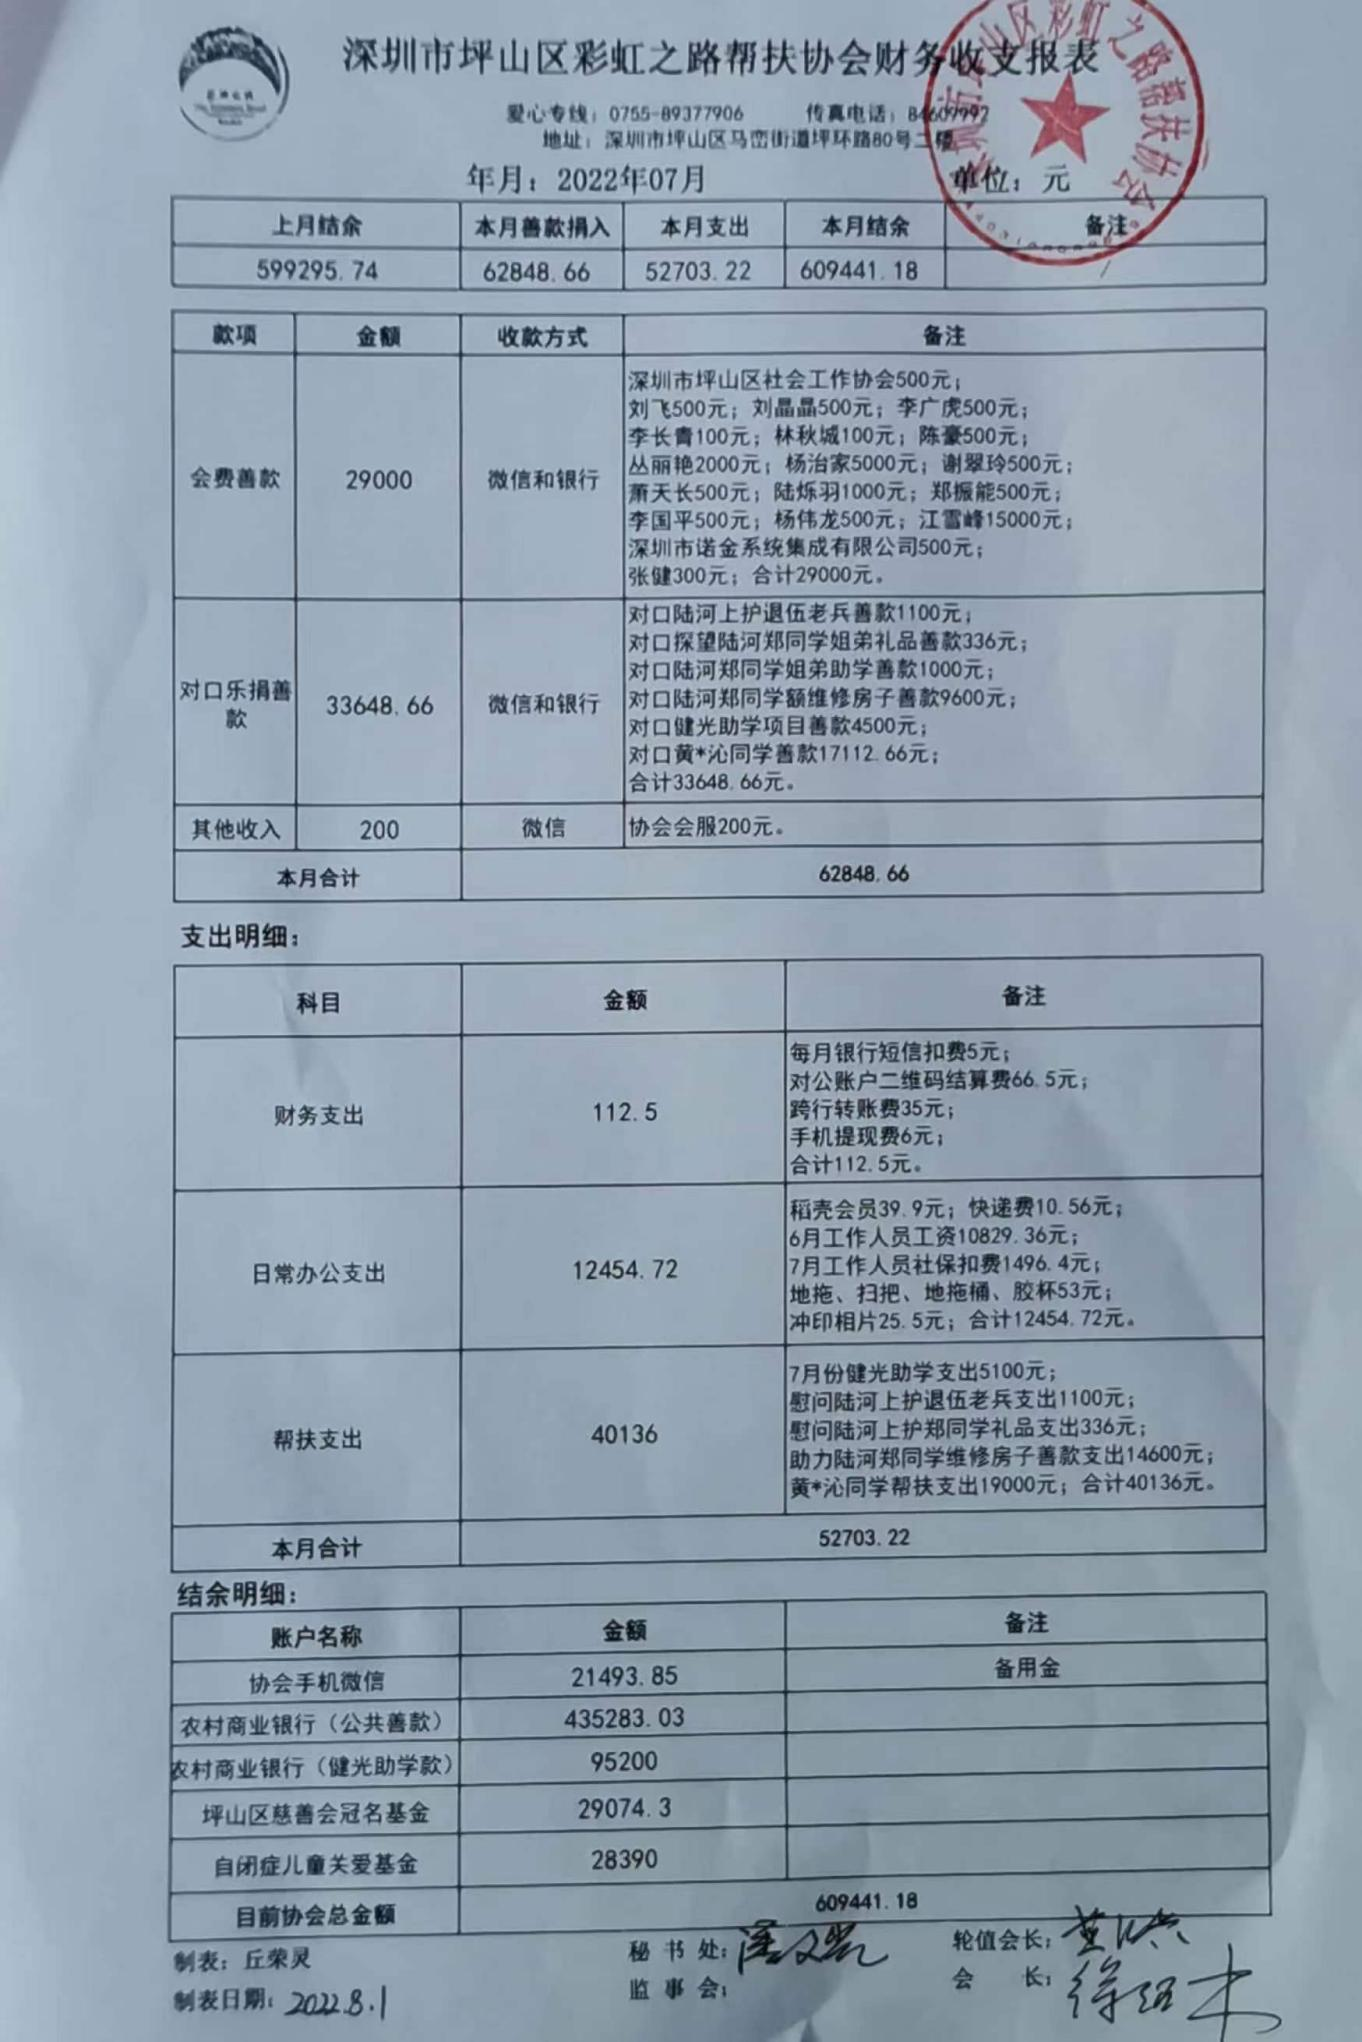 深圳市坪山区彩虹之路帮扶协会财务收支报表
爱心专线：0755-89377906 传真电话：84609992
地址：深圳市坪山区马峦街道坪环路80号二楼
年月：2022年07月 单位：元
深圳市坪山区彩虹之路帮扶协会
上月结余 本月善款捐入 本月支出 本月结余 备注
599295.74 62848.66 52703.22 609441.18 /
款项 金额 收款方式 备注
会费善款 29000 微信和银行
深圳市坪山区社会工作协会500元；
刘飞500元；刘晶晶500元；李广虎500元；
李长青100元；林秋城100元；陈豪500元；
丛丽艳2000元；杨治家5000元；谢翠玲500元；
萧天长500元；陆烁羽1000元；郑振能500元；
李国平500元；杨伟龙500元；江雪峰15000元；
深圳市诺金系统集成有限公司500元；
张健300元；合计29000元。
对口乐捐善款 33648.66 微信和银行
对口陆河上护退伍老兵善款1100元；
对口探望陆河郑同学姐弟礼品善款336元；
对口陆河郑同学姐弟助学善款1000元；
对口陆河郑同学额维修房子善款9600元；
对口健光助学项目善款4500元；
对口黄*沁同学善款17112.66元；
合计33648.66元。
其他收入 200 微信 协会会服200元。
本月合计 62848.66
支出明细：
科目 金额 备注
财务支出 112.5
每月银行短信扣费5元；
对公账户二维码结算费66.5元；
跨行转账费35元；
手机提现费6元；
合计112.5元。
日常办公支出 12454.72
稻壳会员39.9元；快递费10.56元；
6月工作人员工资10829.36元；
7月工作人员社保扣费1496.4元；
地拖、扫把、地拖桶、胶杯53元；
冲印相片25.5元；合计12454.72元。
帮扶支出 40136
7月份健光助学支出5100元；
慰问陆河上护退伍老兵支出1100元；
慰问陆河上护郑同学礼品支出336元；
助力陆河郑同学维修房子善款支出14600元；
黄*沁同学帮扶支出19000元；合计40136元。
本月合计 52703.22
结余明细：
账户名称 金额 备注
协会手机微信 21493.85 备用金
农村商业银行（公共善款） 435283.03
农村商业银行（健光助学款） 95200
坪山区慈善会冠名基金 29074.3
自闭症儿童关爱基金 28390
目前协会总金额 609441.18
制表：丘荣灵 秘书处： 轮值会长：
制表日期：2022.8.1 监事会： 会长：